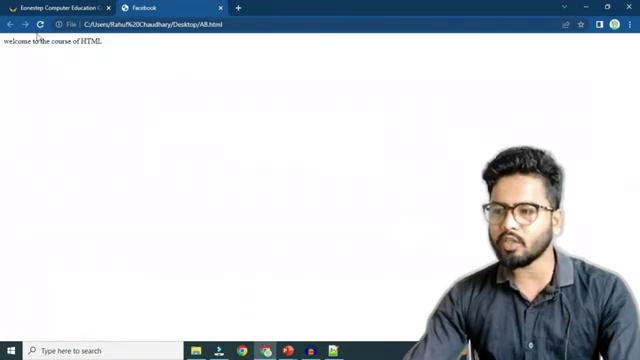 Eonestep Computer Education C
Facebook
File
C:/Users/Rahul%20Chaudhary/Desktop/AB.html
welcome to the course of HTML
Type here to search